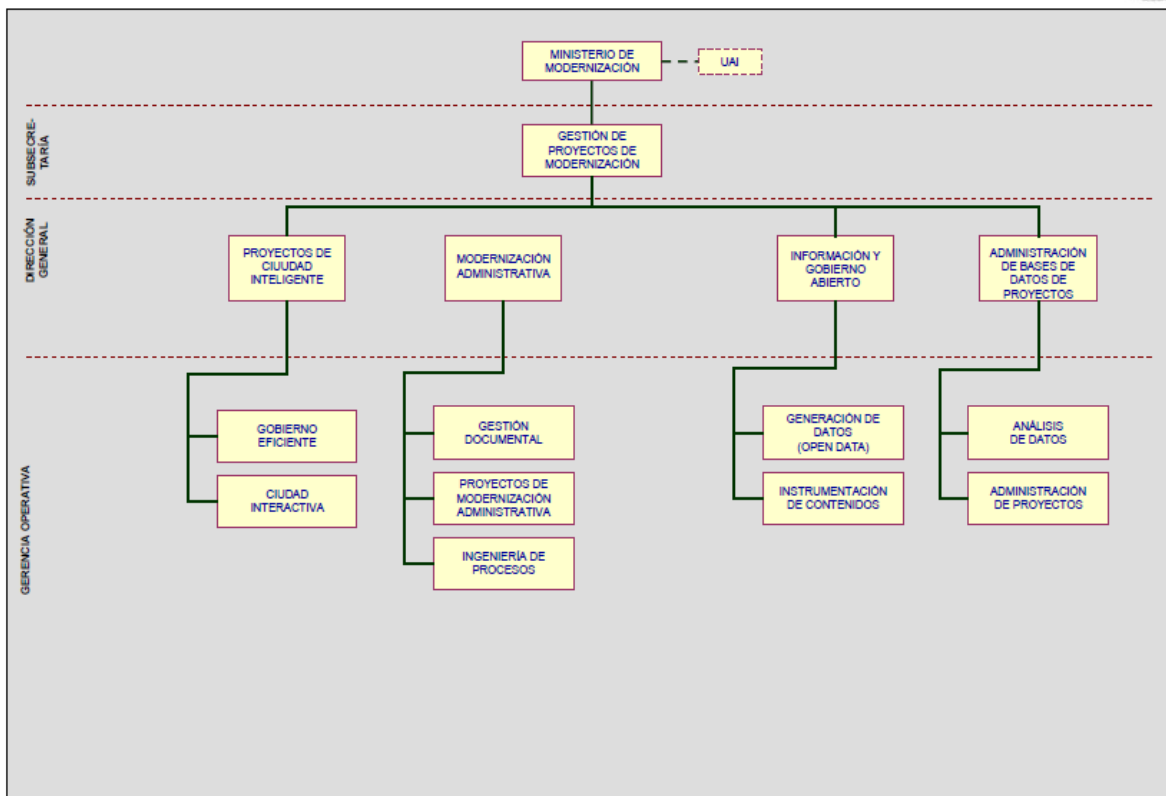 MINISTERIO DE
MODERNIZACIÓN
UAI
SUBSECRE-
TARÍA
GESTIÓN DE
PROYECTOS DE
MODERNIZACIÓN
DIRECCIÓN
GENERAL
PROYECTOS DE
CIUUDAD
INTELIGENTE
MODERNIZACIÓN
ADMINISTRATIVA
INFORMACIÓN Y
GOBIERNO
ABIERTO
ADMINISTRACIÓN
DE BASES DE
DATOS DE
PROYECTOS
GERENCIA OPERATIVA
GOBIERNO
EFICIENTE
CIUDAD
INTERACTIVA
GESTIÓN
DOCUMENTAL
PROYECTOS DE
MODERNIZACIÓN
ADMINISTRATIVA
INGENIERÍA DE
PROCESOS
GENERACIÓN DE
DATOS
(OPEN DATA)
INSTRUMENTACIÓN
DE CONTENIDOS
ANÁLISIS
DE DATOS
ADMINISTRACIÓN
DE PROYECTOS